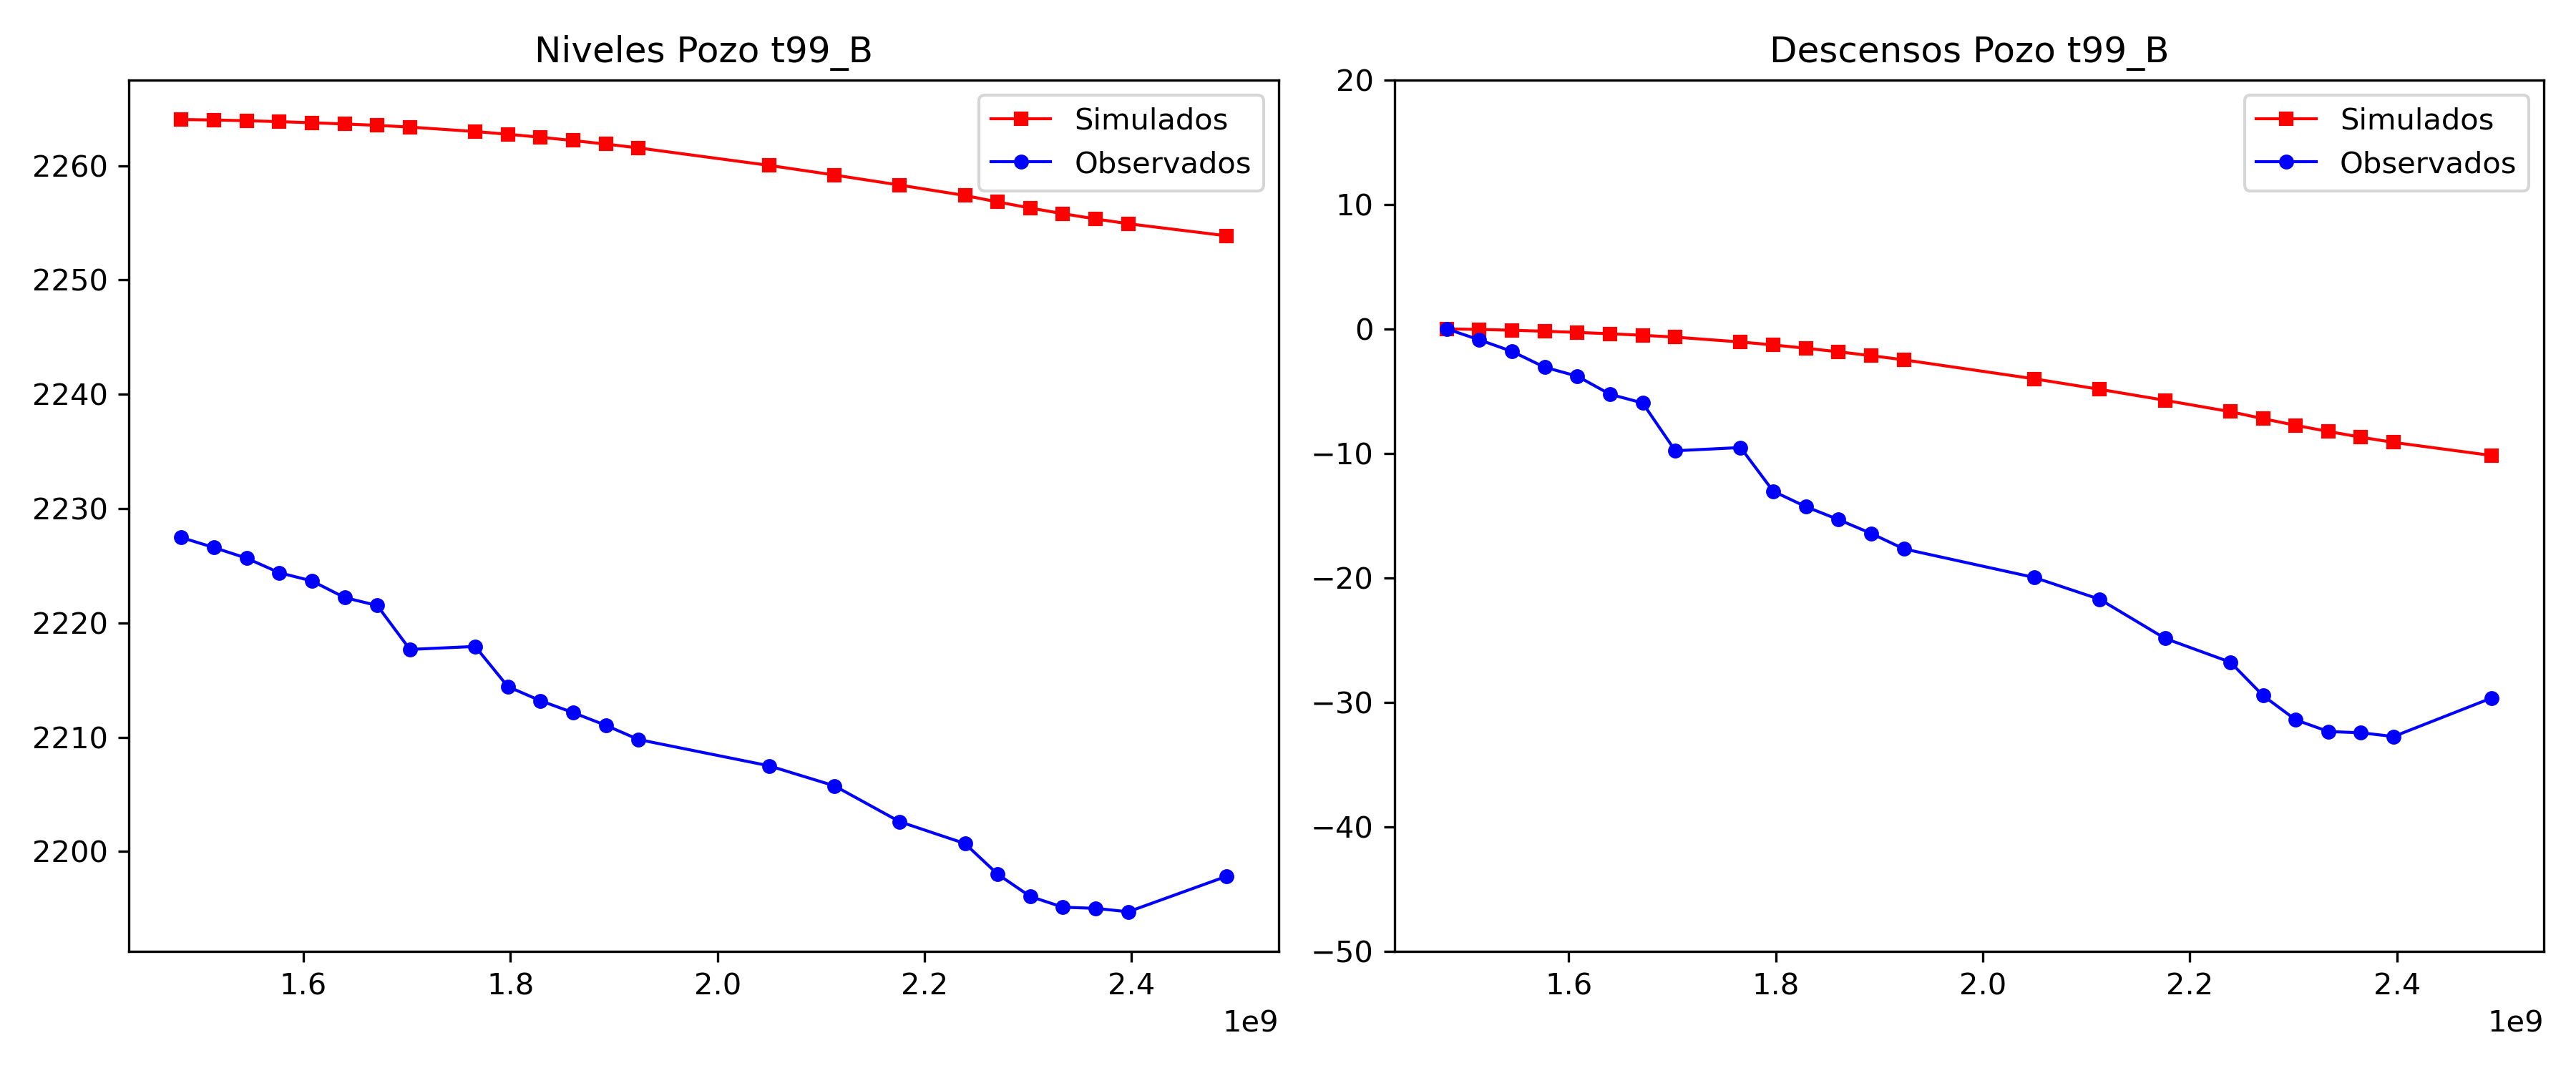 Niveles Pozo t99_B
Simulados
Observados
2260
2250
2240
2230
2220
2210
2200
1.6 1.8 2.0 2.2 2.4
1e9
Descensos Pozo t99_B
Simulados
Observados
20
10
0
−10
−20
−30
−40
−50
1.6 1.8 2.0 2.2 2.4
1e9